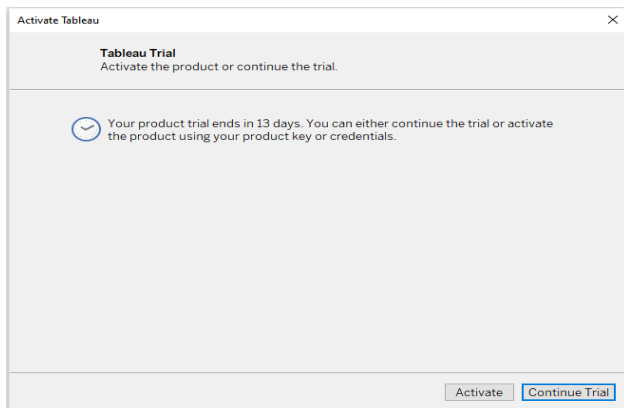 Activate Tableau
Tableau Trial
Activate the product or continue the trial.
Your product trial ends in 13 days. You can either continue the trial or activate
the product using your product key or credentials.
Activate
Continue Trial